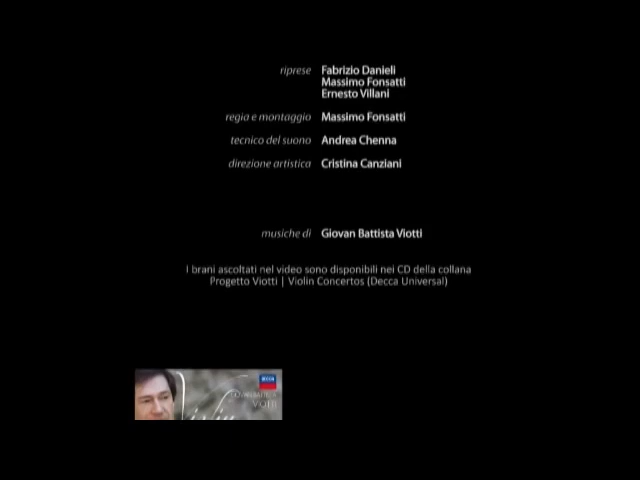 riprese Fabrizio Danieli
Massimo Fonsatti
Ernesto Villani
regia e montaggio Massimo Fonsatti
tecnico del suono Andrea Chenna
direzione artistica Cristina Canziani
musiche di Giovan Battista Viotti
I brani ascoltati nel video sono disponibili nei CD della collana
Progetto Viotti | Violin Concertos (Decca Universal)
DECCA
GIOVAN BATTISTA
VIOTTI